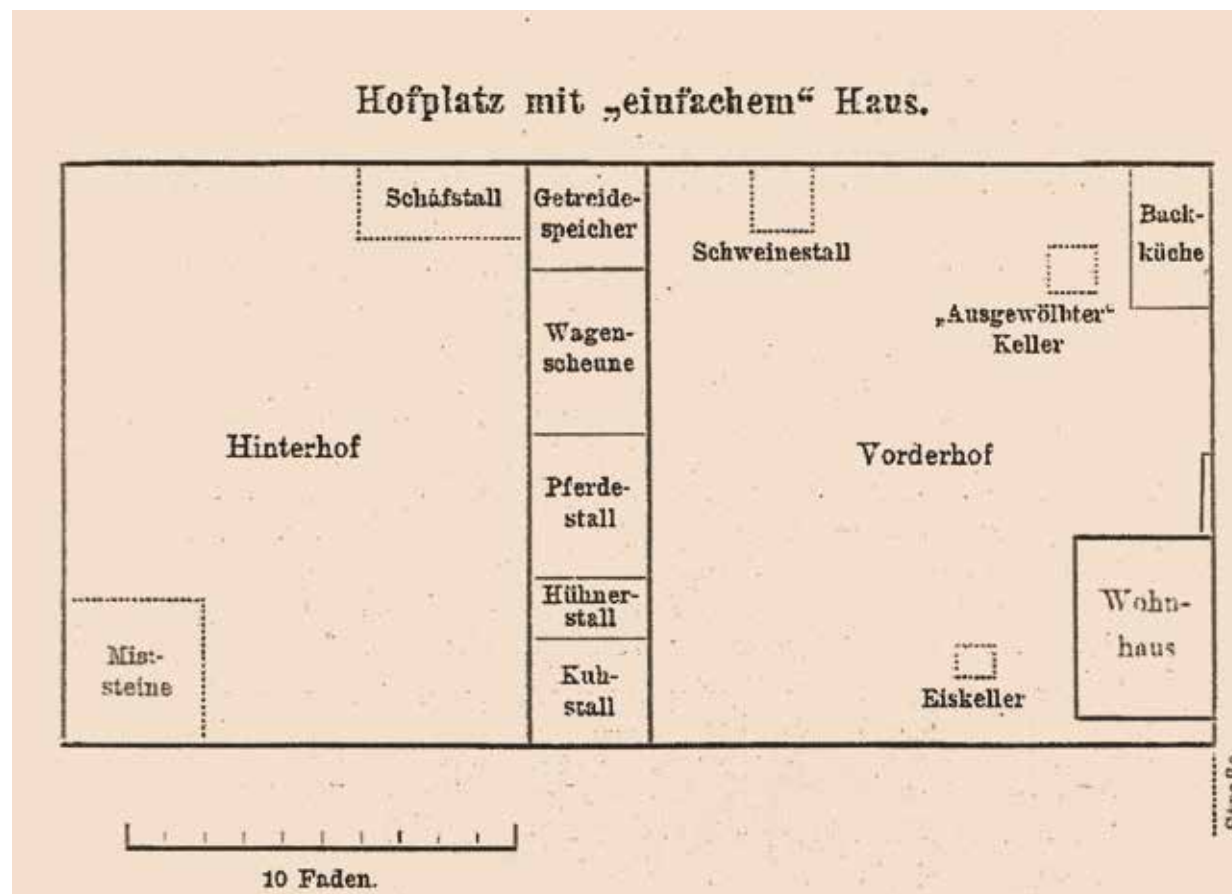 Hofplatz mit „einfachem“ Haus.
Schafstall
Getreide-
speicher
Schweinestall
Back-
küche
„Ausgewölbter“
Keller
Wagen-
scheune
Hinterhof
Vorderhof
Pferde-
stall
Hühner-
stall
Wohn-
haus
Mist-
steine
Kuh-
stall
Eiskeller
Straße
10 Faden.